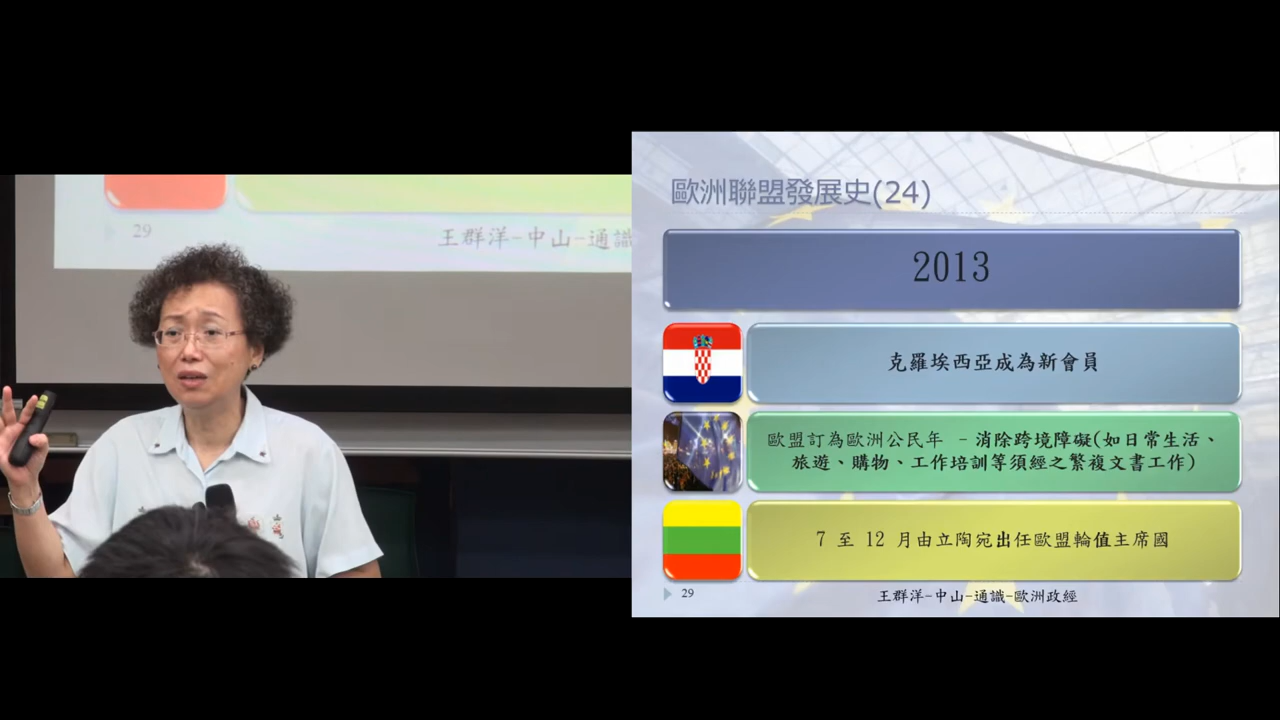 29
王群洋-中山-通識
歐洲聯盟發展史(24)
2013
克羅埃西亞成為新會員
歐盟訂為歐洲公民年 - 消除跨境障礙(如日常生活、
旅遊、購物、工作培訓等須經之繁複文書工作)
7 至 12 月由立陶宛出任歐盟輪值主席國
29
王群洋-中山-通識-歐洲政經